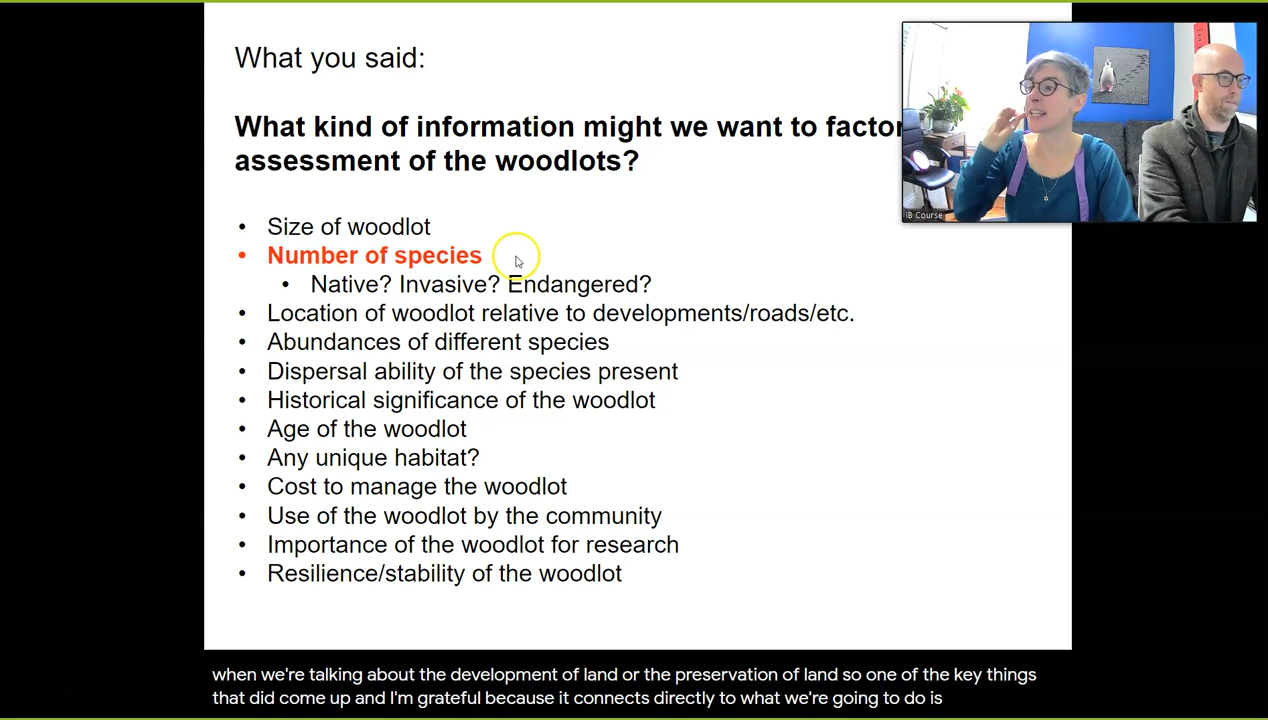 What you said:
What kind of information might we want to factor
assessment of the woodlots?
• Size of woodlot
• Number of species
• Native? Invasive? Endangered?
• Location of woodlot relative to developments/roads/etc.
• Abundances of different species
• Dispersal ability of the species present
• Historical significance of the woodlot
• Age of the woodlot
• Any unique habitat?
• Cost to manage the woodlot
• Use of the woodlot by the community
• Importance of the woodlot for research
• Resilience/stability of the woodlot
IB Course
when we're talking about the development of land or the preservation of land so one of the key things
that did come up and I'm grateful because it connects directly to what we're going to do is